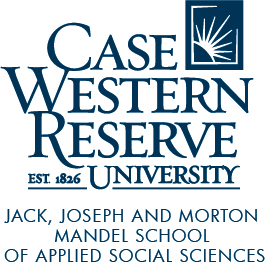 CASE
WESTERN
RESERVE
EST. 1826 UNIVERSITY
JACK, JOSEPH AND MORTON
MANDEL SCHOOL
OF APPLIED SOCIAL SCIENCES